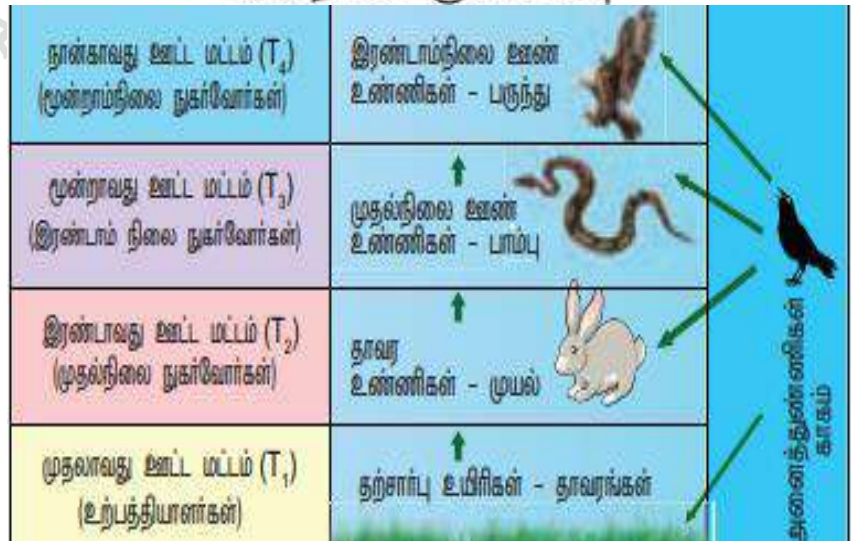 நான்காவது ஊட்ட மட்டம் (T₄)
(மூன்றாம்நிலை நுகர்வோர்கள்)
இரண்டாம்நிலை ஊண்
உண்ணிகள் - பருந்து
மூன்றாவது ஊட்ட மட்டம் (T₃)
(இரண்டாம் நிலை நுகர்வோர்கள்)
முதல்நிலை ஊண்
உண்ணிகள் - பாம்பு
இரண்டாவது ஊட்ட மட்டம் (T₂)
(முதல்நிலை நுகர்வோர்கள்)
தாவர
உண்ணிகள் - முயல்
முதலாவது ஊட்ட மட்டம் (T₁)
(உற்பத்தியாளர்கள்)
தற்சார்பு உயிரிகள் - தாவரங்கள்
அனைத்துண்ணிகள்
காகம்